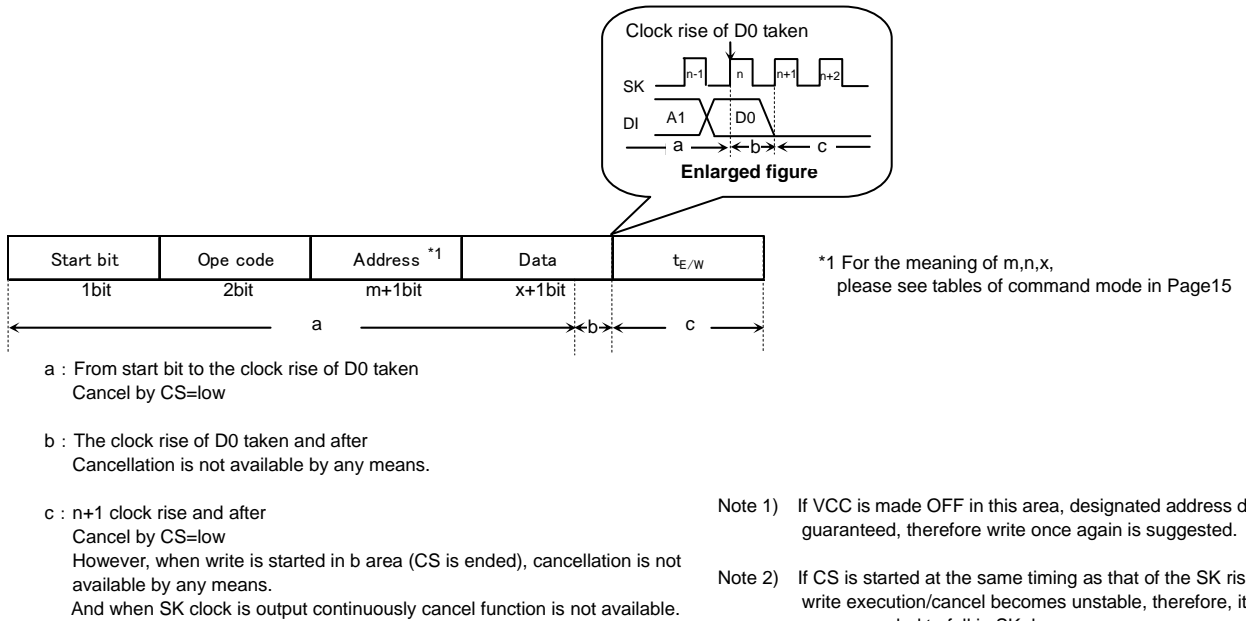 Clock rise of D0 taken
SK n-1 n n+1 n+2
DI A1 D0
a b c
Enlarged figure
Start bit Ope code Address *1 Data tE/W
1bit 2bit m+1bit x+1bit
a b c
*1 For the meaning of m,n,x,
please see tables of command mode in Page15
a : From start bit to the clock rise of D0 taken
Cancel by CS=low
b : The clock rise of D0 taken and after
Cancellation is not available by any means.
c : n+1 clock rise and after
Cancel by CS=low
However, when write is started in b area (CS is ended), cancellation is not
available by any means.
And when SK clock is output continuously cancel function is not available.
Note 1) If VCC is made OFF in this area, designated address
guaranteed, therefore write once again is suggested.
Note 2) If CS is started at the same timing as that of the SK
write execution/cancel becomes unstable, therefore,